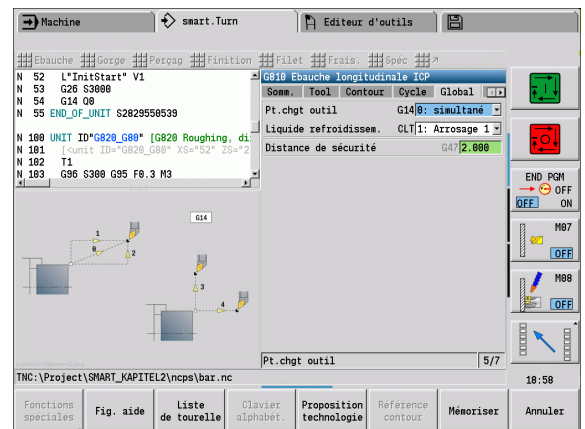 Machine
smart.Turn
Editeur d'outils
Ebauche Gorge Perçag Finition Filet Frais. Spéc
N 52 L"InitStart" V1
N 53 G26 S3000
N 54 G14 Q0
N 55 END_OF_UNIT S2829550539
N 100 UNIT ID"G820_G80" [G820 Roughing, di
N 101 [<unit ID="G820_G80" XS="52" ZS="2
N 102 T1
N 103 G96 S300 G95 F0.3 M3
G810 Ebauche longitudinale ICP
Somm. Tool Contour Cycle Global
Pt.chgt outil G14 0: simultané
Liquide refroidissem. CLT 1: Arrosage 1
Distance de sécurité G47 2.000
G14
1
0
2
3
4
Pt.chgt outil 5/7
TNC:\Project\SMART_KAPITEL2\ncps\bar.nc
END PGM
OFF
OFF ON
M07
OFF
M08
OFF
18:58
Fonctions spéciales
Fig. aide
Liste de tourelle
Clavier alphabét.
Proposition technologie
Référence contour
Mémoriser
Annuler